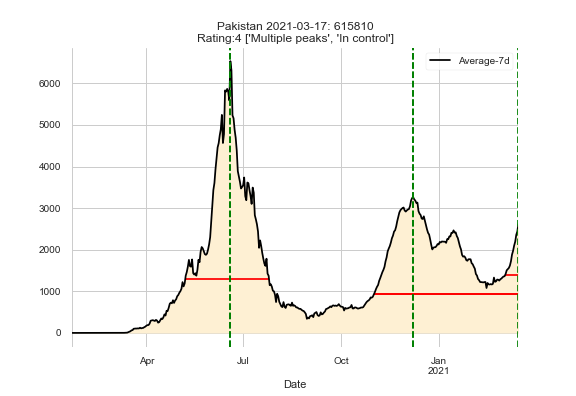 Pakistan 2021-03-17: 615810
Rating:4 ['Multiple peaks', 'In control']
Average-7d
6000
5000
4000
3000
2000
1000
0
Apr
Jul
Oct
Jan
2021
Date